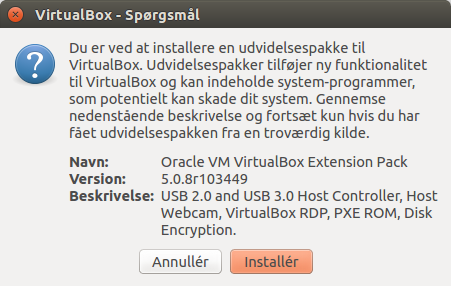 VirtualBox - Spørgsmål
Du er ved at installere en udvidelsespakke til
VirtualBox. Udvidelsespakker tilføjer ny funktionalitet
til VirtualBox og kan indeholde system-programmer,
som potentielt kan skade dit system. Gennemse
nedenstående beskrivelse og fortsæt kun hvis du har
fået udvidelsespakken fra en troværdig kilde.
Navn: Oracle VM VirtualBox Extension Pack
Version: 5.0.8r103449
Beskrivelse: USB 2.0 and USB 3.0 Host Controller, Host
Webcam, VirtualBox RDP, PXE ROM, Disk
Encryption.
Annullér Installér